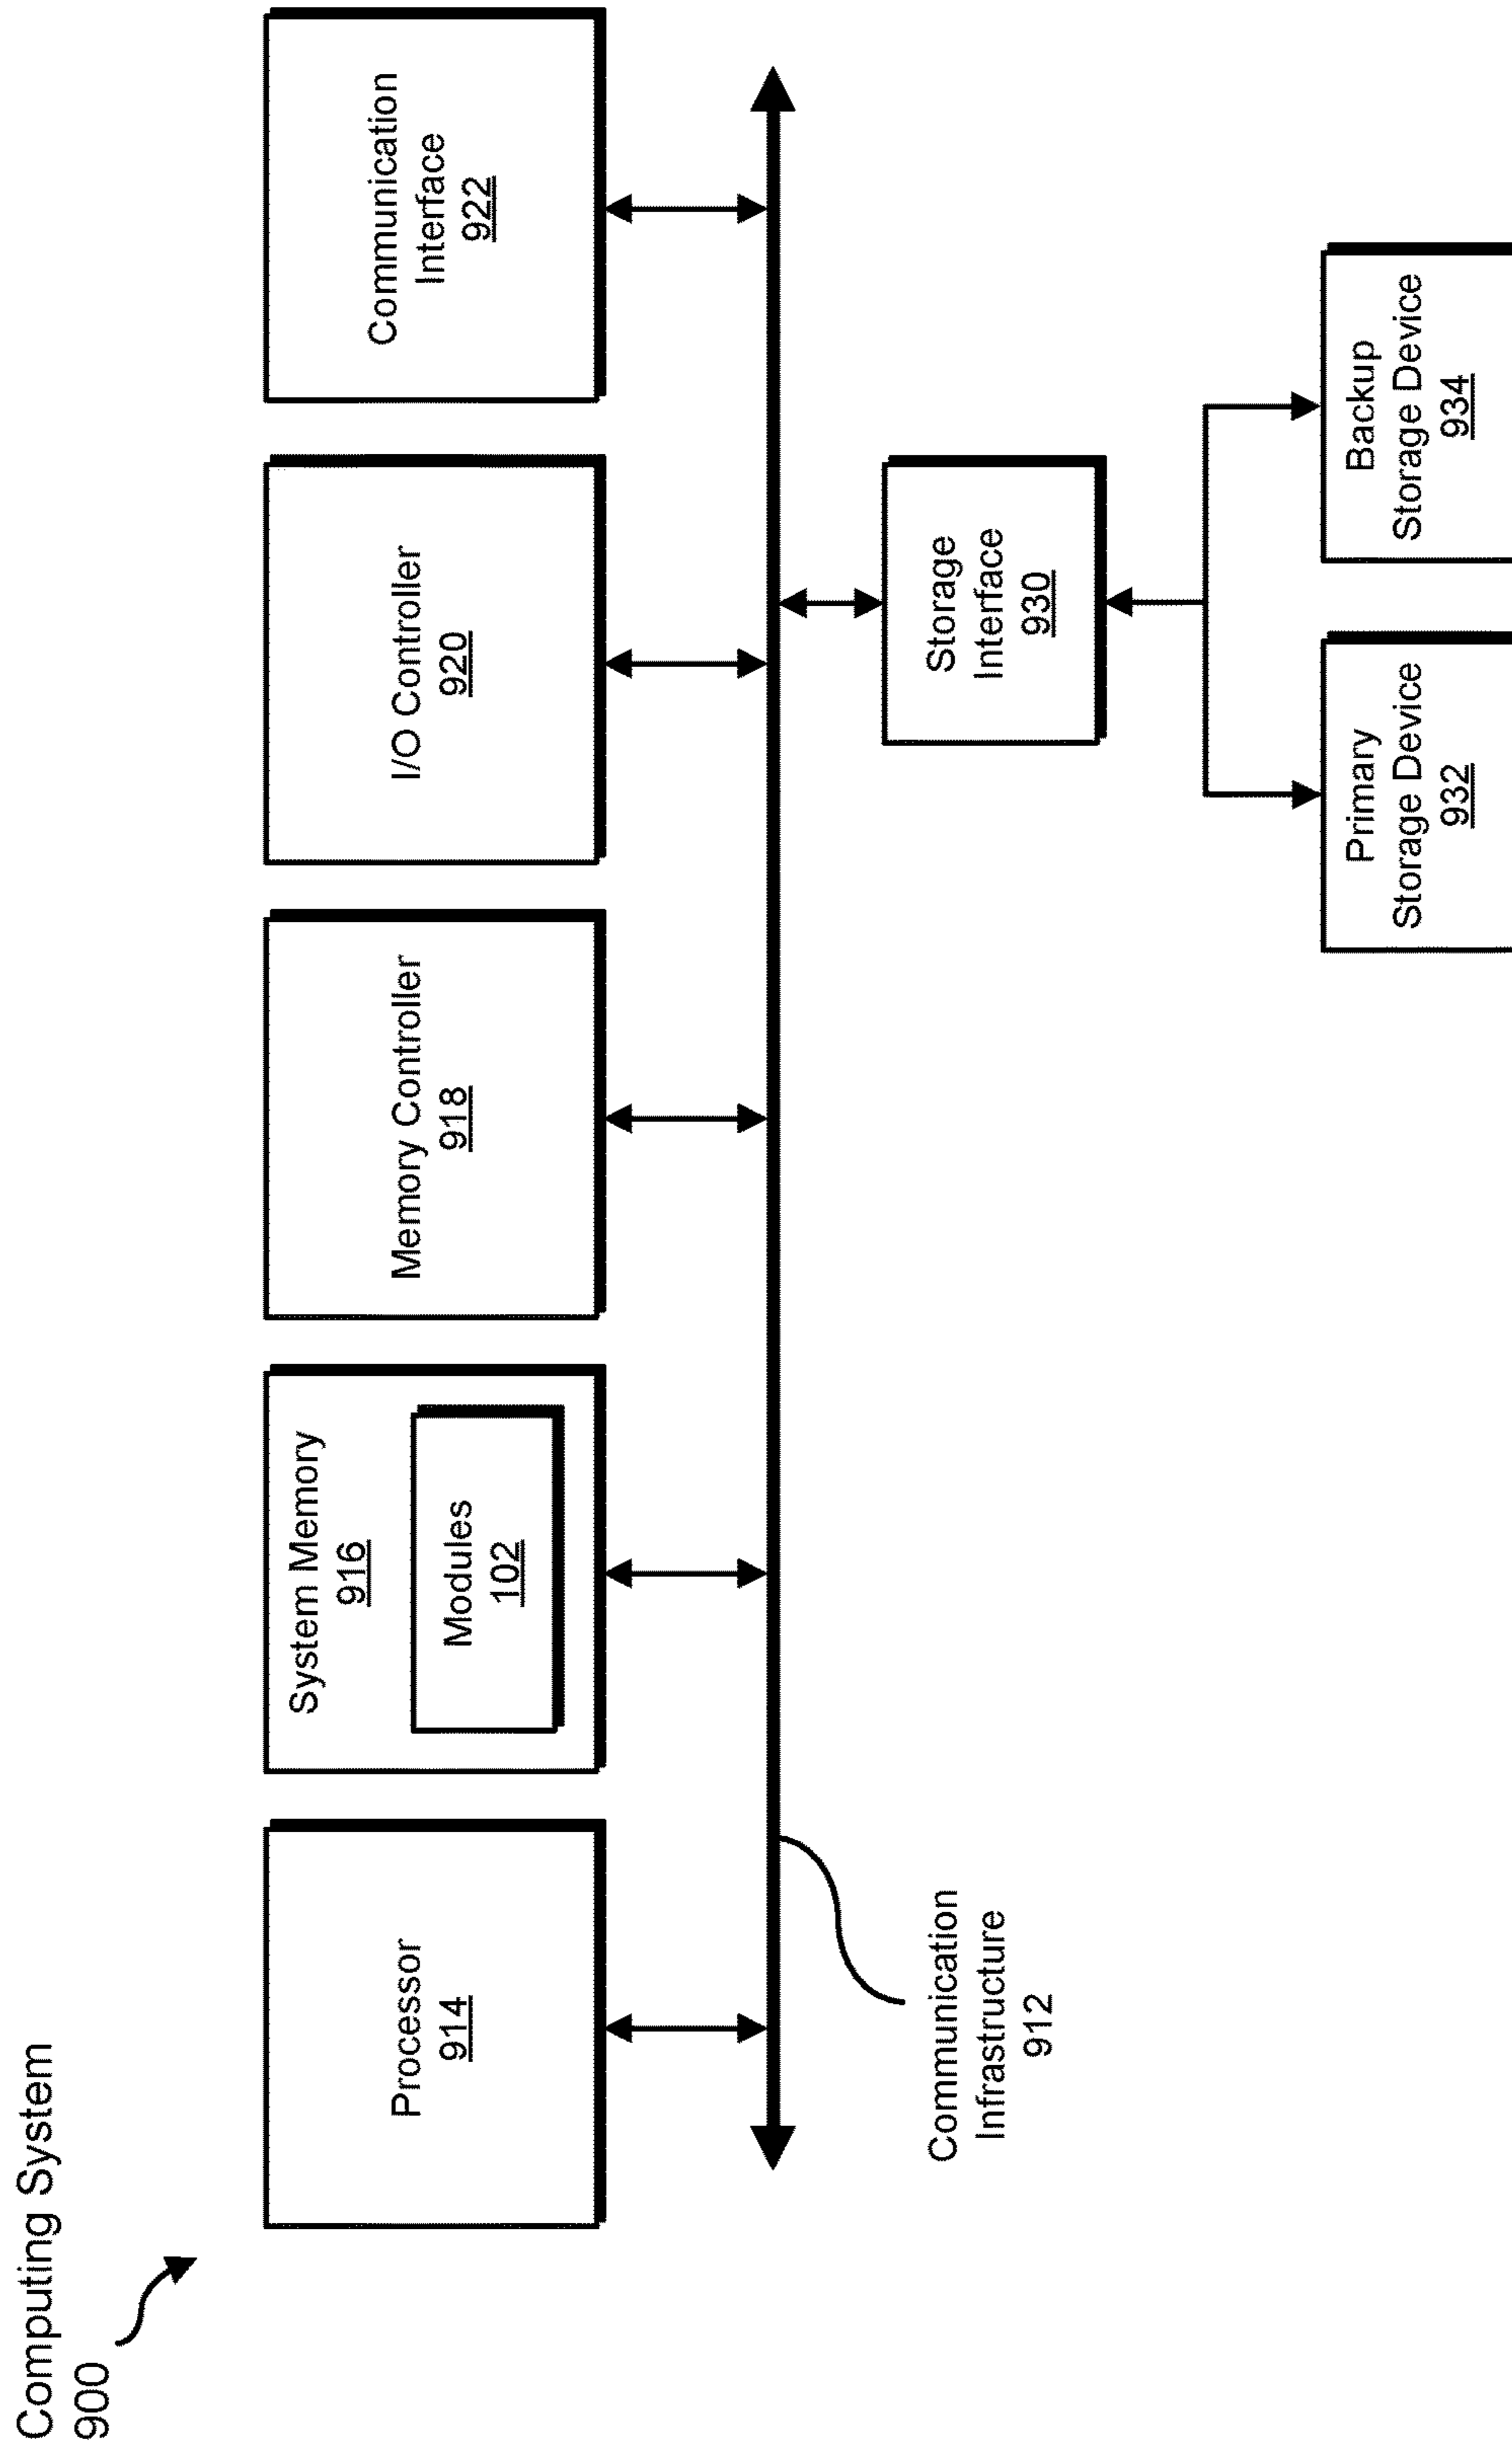 Computing System
900
Processor
914
System Memory
916
Modules
102
Memory Controller
918
I/O Controller
920
Communication
Interface
922
Communication
Infrastructure
912
Storage
Interface
930
Primary
Storage Device
932
Backup
Storage Device
934